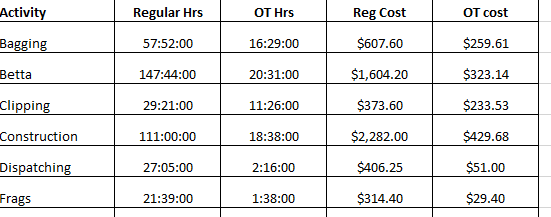 Activity Regular Hrs OT Hrs Reg Cost OT cost
Bagging 57:52:00 16:29:00 $607.60 $259.61
Betta 147:44:00 20:31:00 $1,604.20 $323.14
Clipping 29:21:00 11:26:00 $373.60 $233.53
Construction 111:00:00 18:38:00 $2,282.00 $429.68
Dispatching 27:05:00 2:16:00 $406.25 $51.00
Frags 21:39:00 1:38:00 $314.40 $29.40